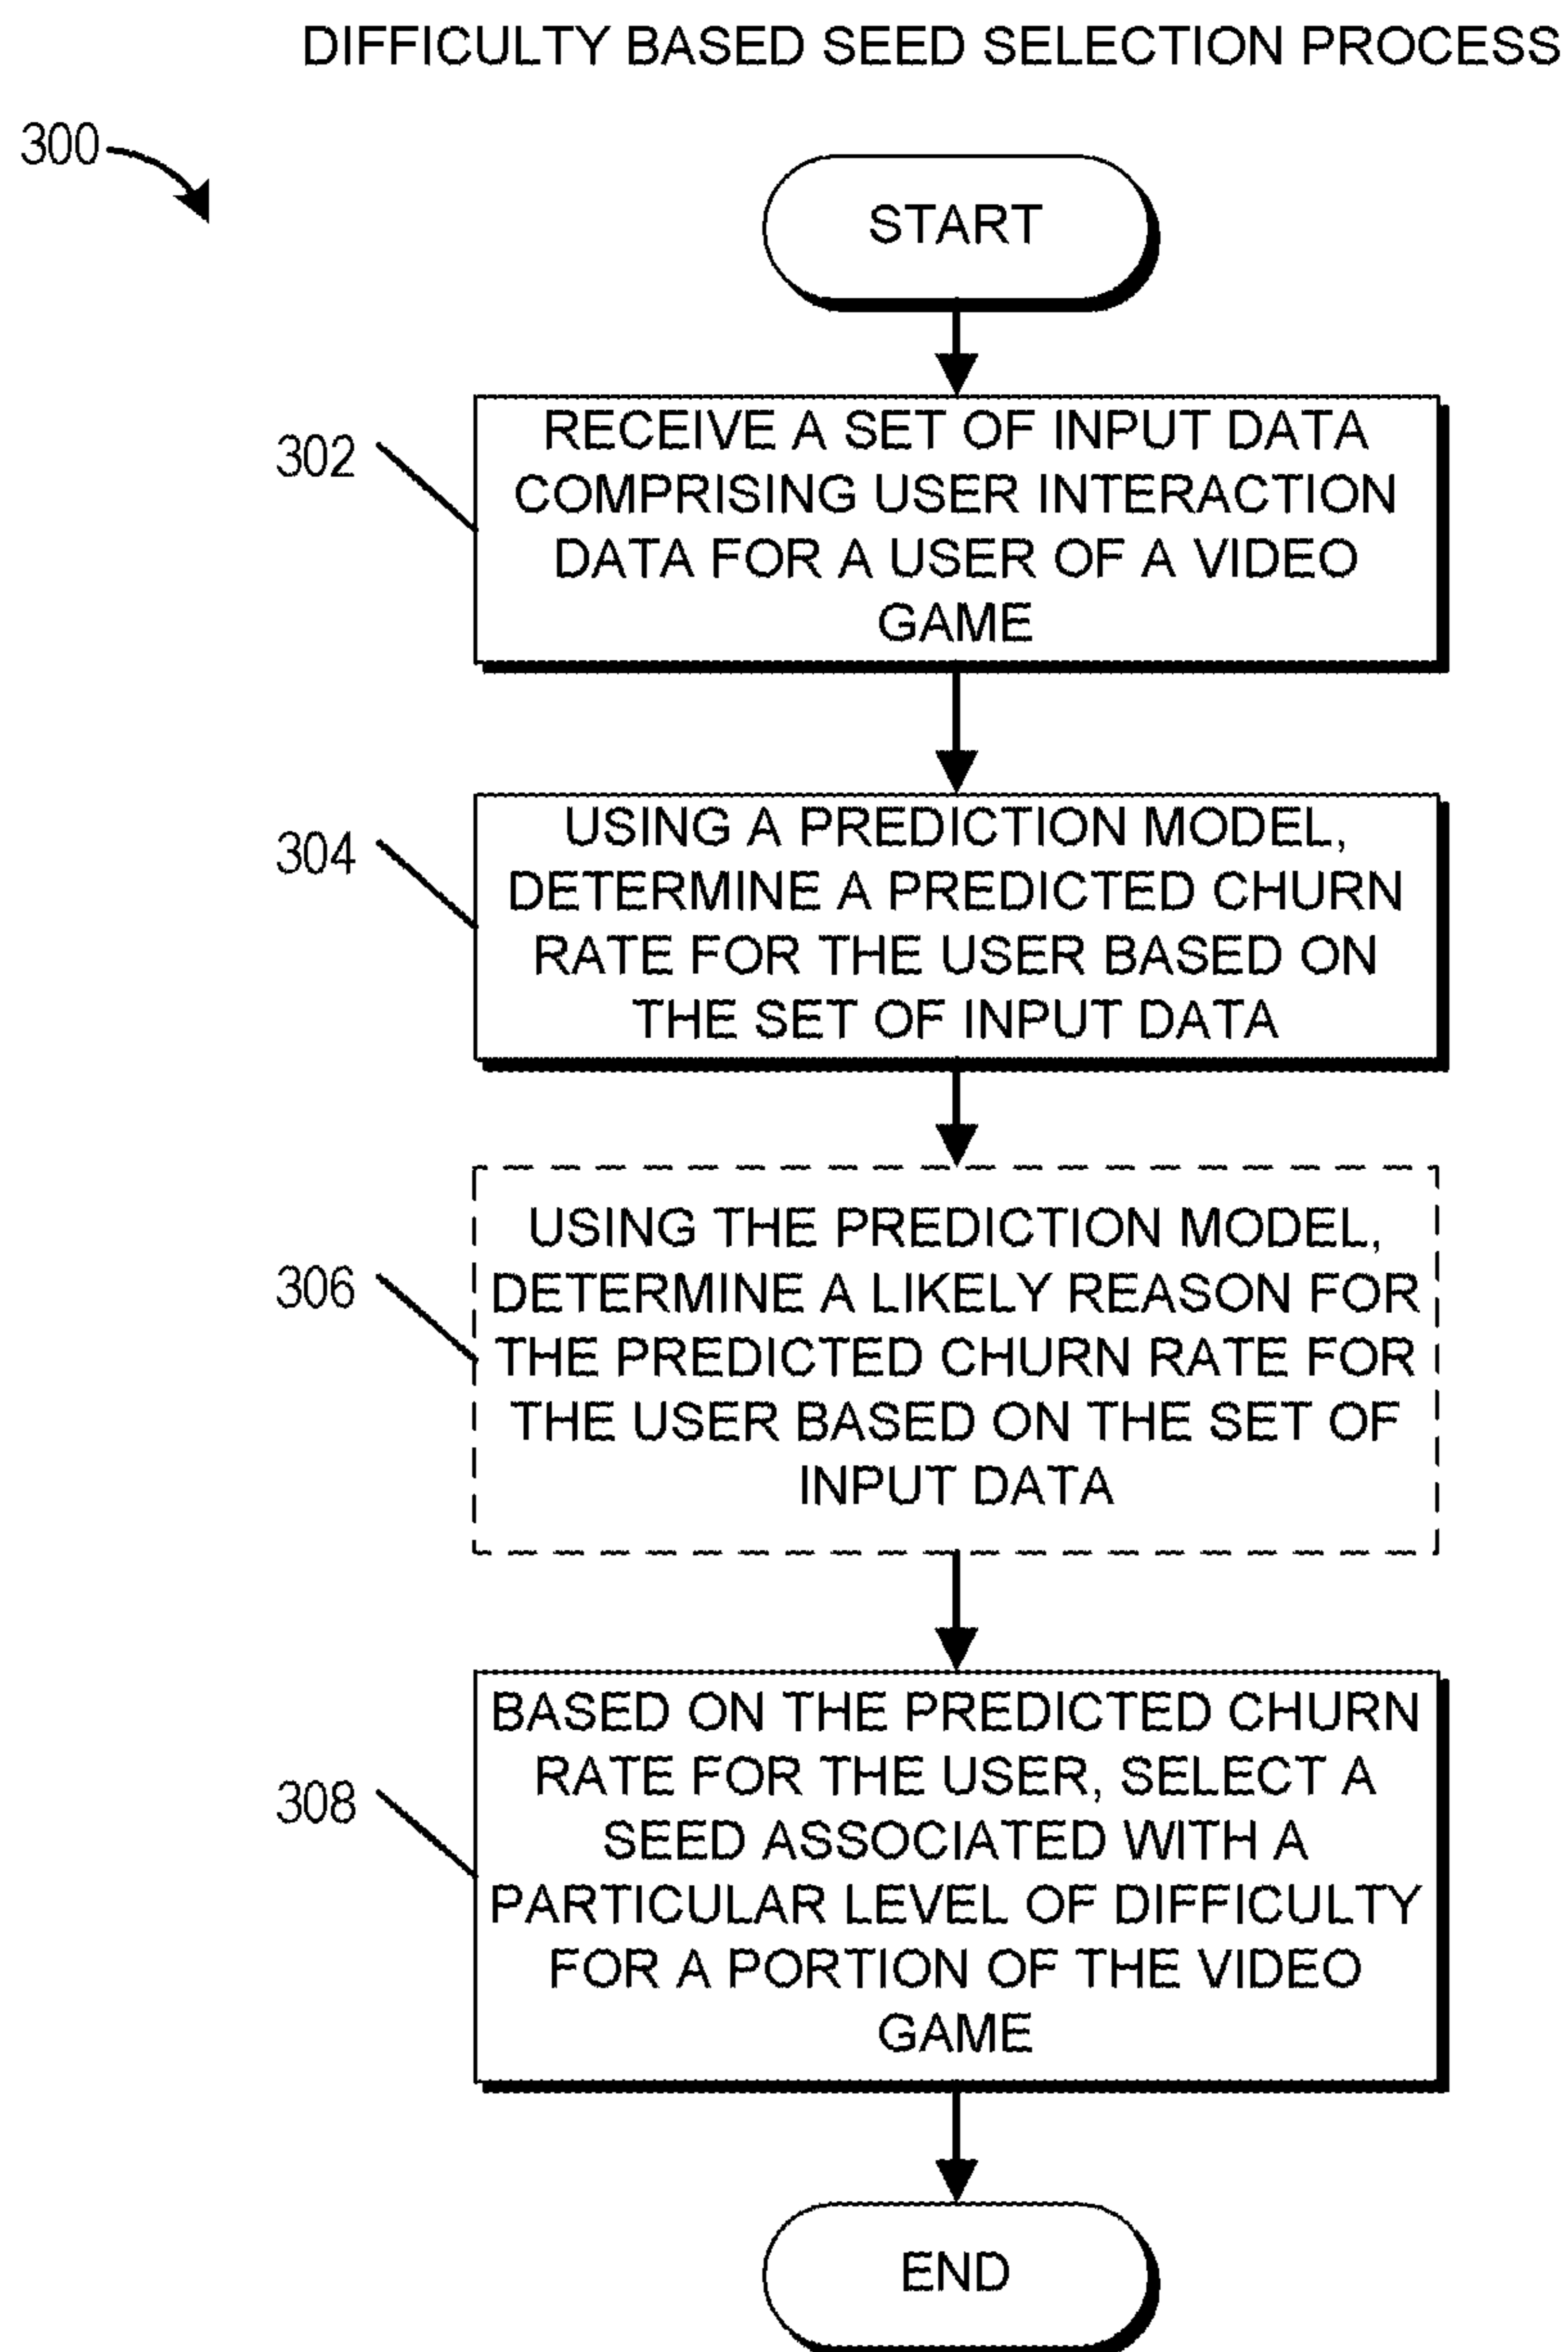 DIFFICULTY BASED SEED SELECTION PROCESS
300
START
302
RECEIVE A SET OF INPUT DATA
COMPRISING USER INTERACTION
DATA FOR A USER OF A VIDEO
GAME
304
USING A PREDICTION MODEL,
DETERMINE A PREDICTED CHURN
RATE FOR THE USER BASED ON
THE SET OF INPUT DATA
306
USING THE PREDICTION MODEL,
DETERMINE A LIKELY REASON FOR
THE PREDICTED CHURN RATE FOR
THE USER BASED ON THE SET OF
INPUT DATA
308
BASED ON THE PREDICTED CHURN
RATE FOR THE USER, SELECT A
SEED ASSOCIATED WITH A
PARTICULAR LEVEL OF DIFFICULTY
FOR A PORTION OF THE VIDEO
GAME
END